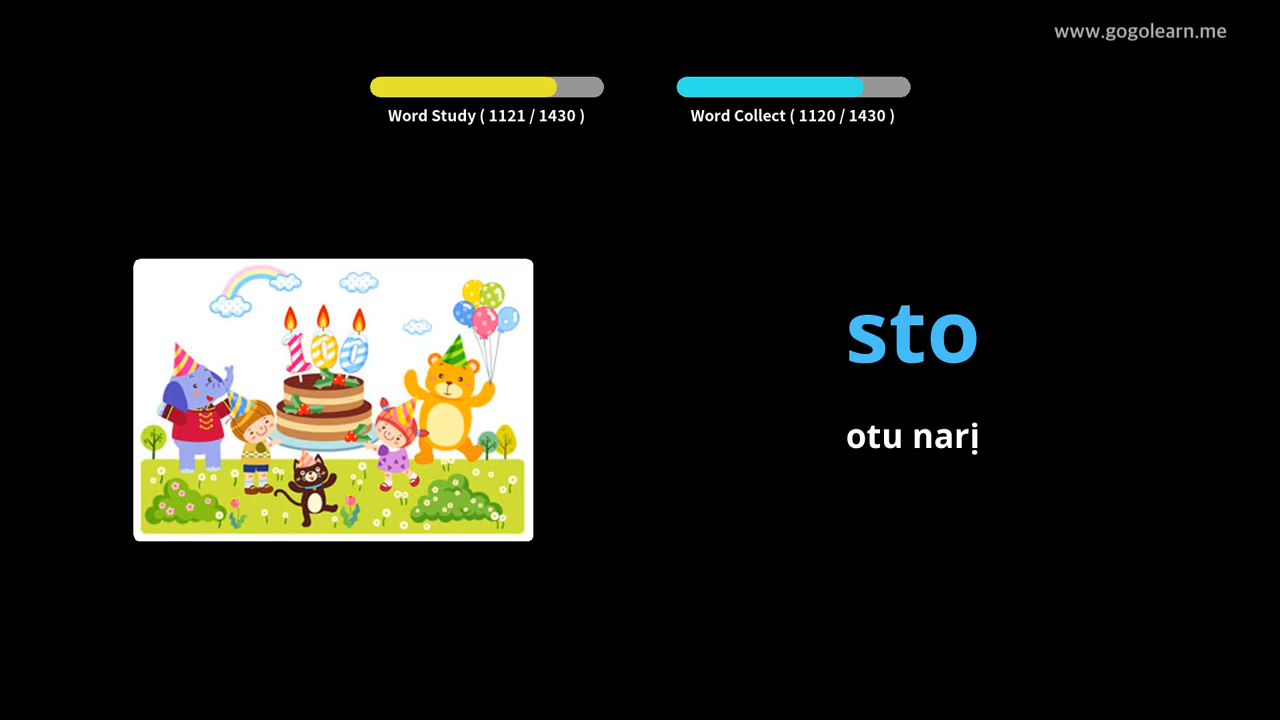 www.gogolearn.me
Word Study ( 1121 / 1430 )
Word Collect ( 1120 / 1430 )
100
sto
otu narị